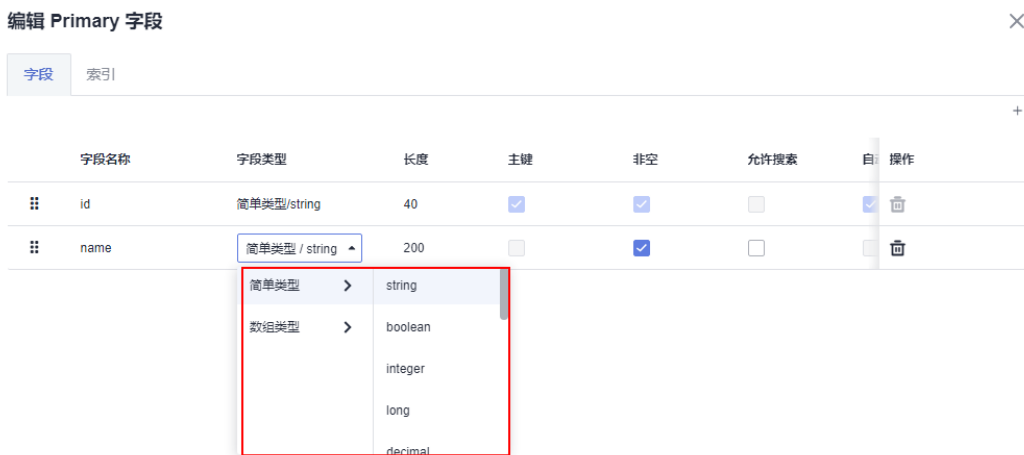 编辑 Primary 字段
字段 索引
字段名称 字段类型 长度 主键 非空 允许搜索 自 操作
id 简单类型/string 40
name 简单类型 / string 200
简单类型 string
数组类型 boolean
integer
long
decimal